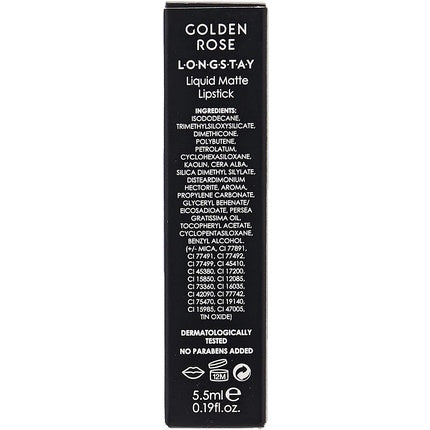 GOLDEN
ROSE
L·O·N·G·S·T·A·Y
Liquid Matte
Lipstick
INGREDIENTS:
ISODODECANE,
TRIMETHYLSILOXYSILICATE,
DIMETHICONE,
POLYBUTENE,
PETROLATUM,
CYCLOHEXASILOXANE,
KAOLIN, CERA ALBA,
SILICA DIMETHYL SILYLATE,
DISTEARDIMONIUM
HECTORITE, AROMA,
PROPYLENE CARBONATE,
GLYCERYL BEHENATE/
EICOSADIOATE, PERSEA
GRATISSIMA OIL,
TOCOPHERYL ACETATE,
CYCLOPENTASILOXANE,
BENZYL ALCOHOL.
(+/- MICA, CI 77891,
CI 77491, CI 77492,
CI 77499, CI 45410,
CI 45380, CI 17200,
CI 15850, CI 12085,
CI 73360, CI 16035,
CI 42090, CI 77742,
CI 75470, CI 19140,
CI 15985, CI 47005,
TIN OXIDE)
DERMATOLOGICALLY
TESTED
NO PARABENS ADDED
12M
5.5ml e
0.19fl.oz.